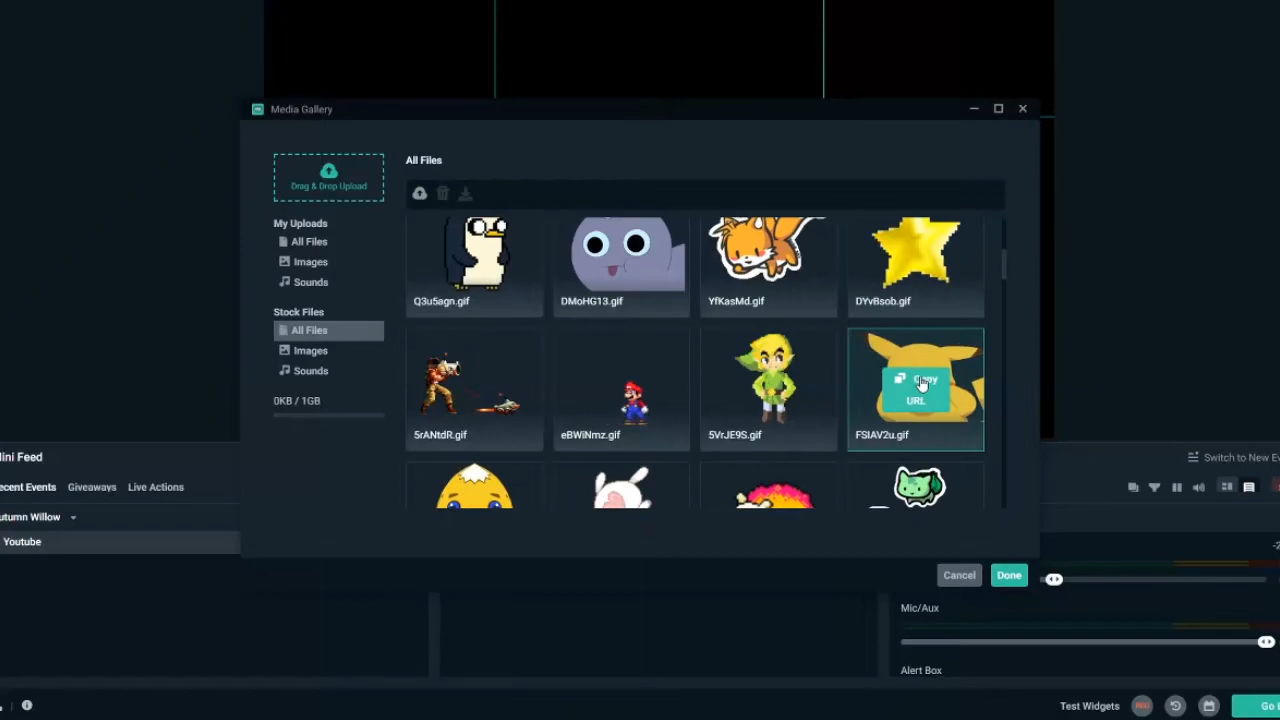 Media Gallery
Drag & Drop Upload
My Uploads
All Files
Images
Sounds
Stock Files
All Files
Images
Sounds
0KB / 1GB
All Files
Q3u5agn.gif
DMoHG13.gif
YfKasMd.gif
DYvBsob.gif
5rANtdR.gif
eBWiNmz.gif
5VrJE9S.gif
Copy
URL
FSIAV2u.gif
Cancel
Done
ini Feed
Switch to New Ev
ecent Events
Giveaways
Live Actions
utumn Willow
Youtube
Mic/Aux
Alert Box
Test Widgets
REC
Go